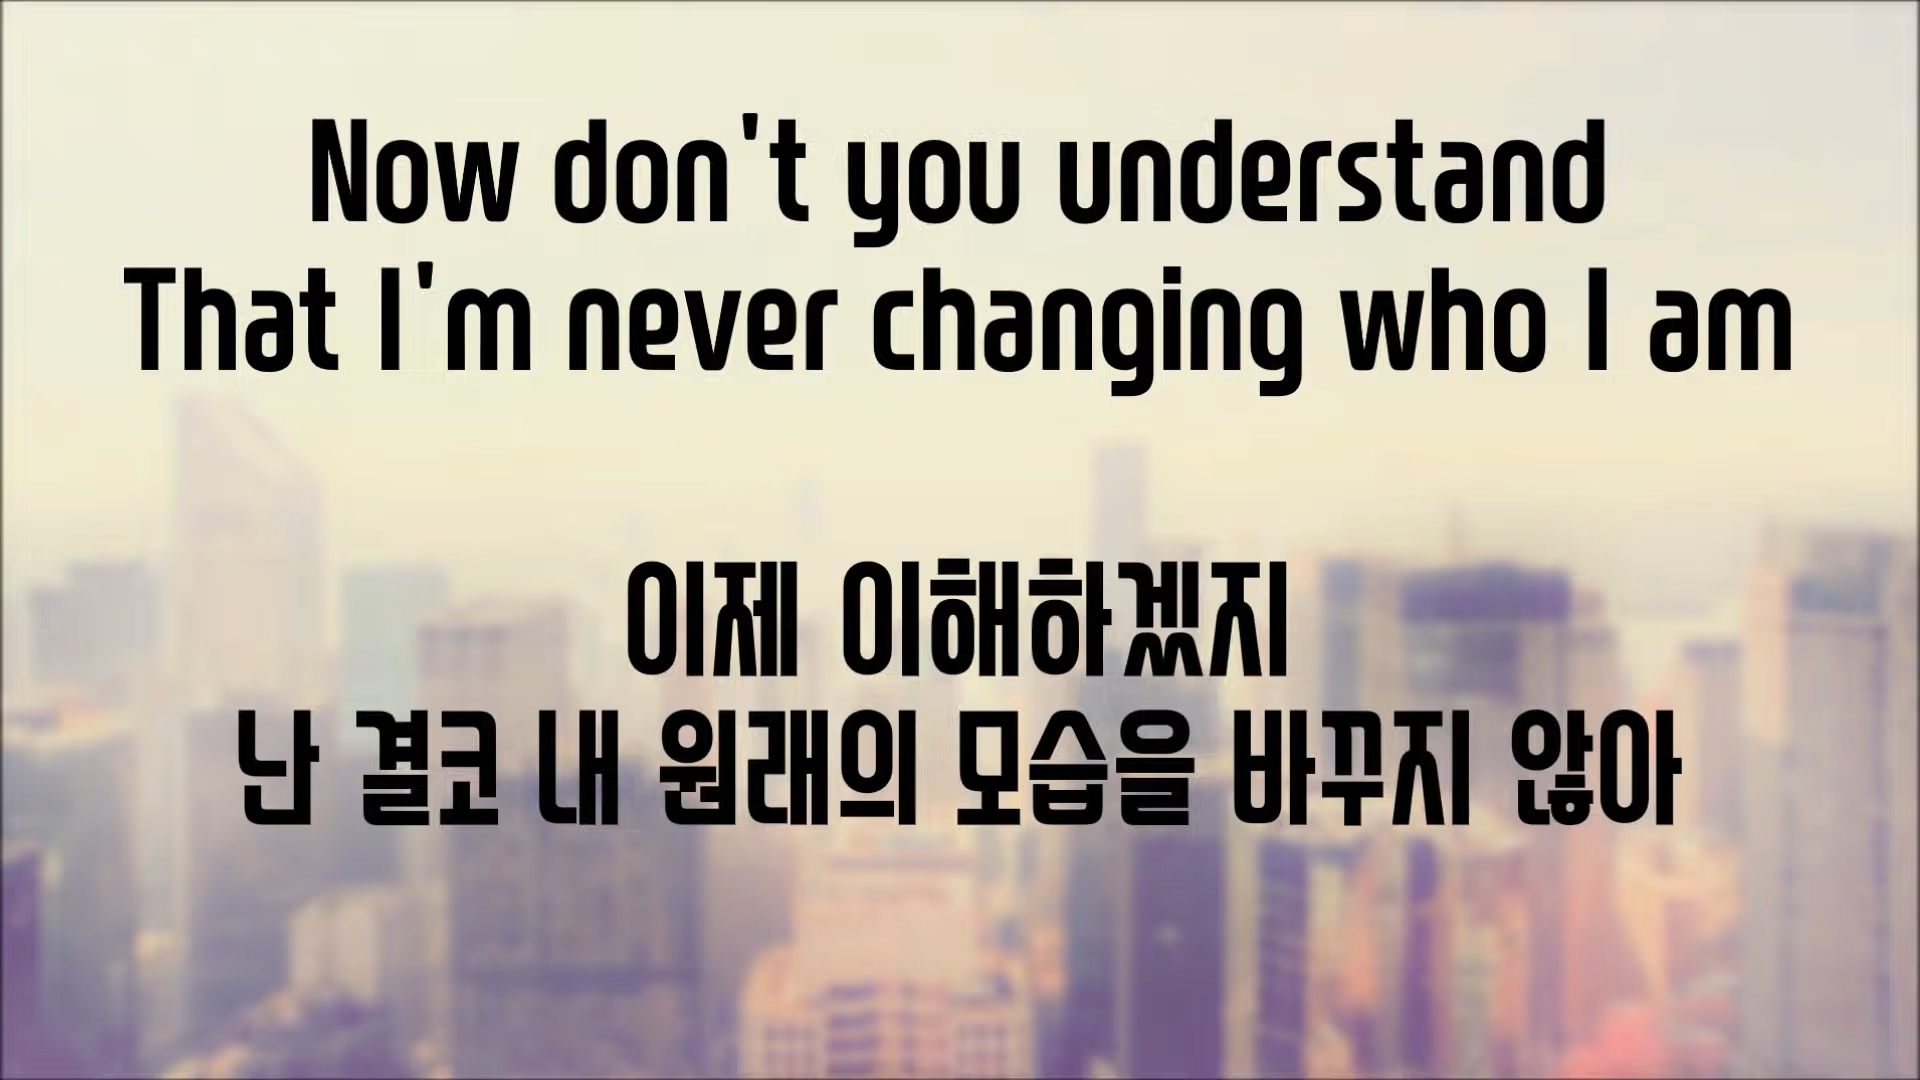 Now don't you understand
That I'm never changing who I am
이제 이해하겠지
난 결코 내 원래의 모습을 바꾸지 않아